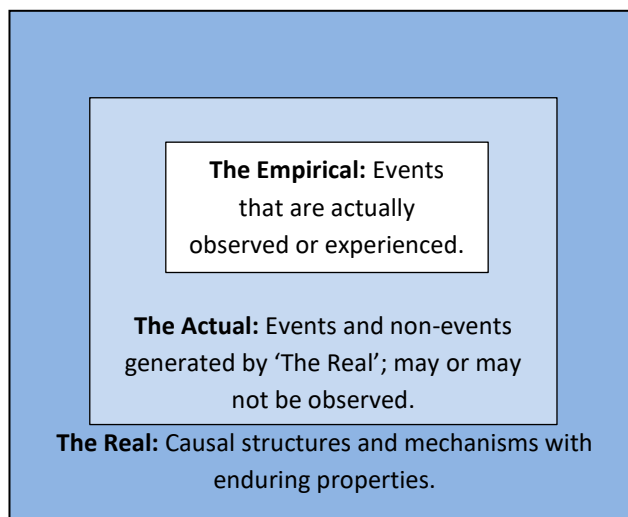 The Empirical: Events
that are actually
observed or experienced.
The Actual: Events and non-events
generated by ‘The Real’; may or may
not be observed.
The Real: Causal structures and mechanisms with
enduring properties.